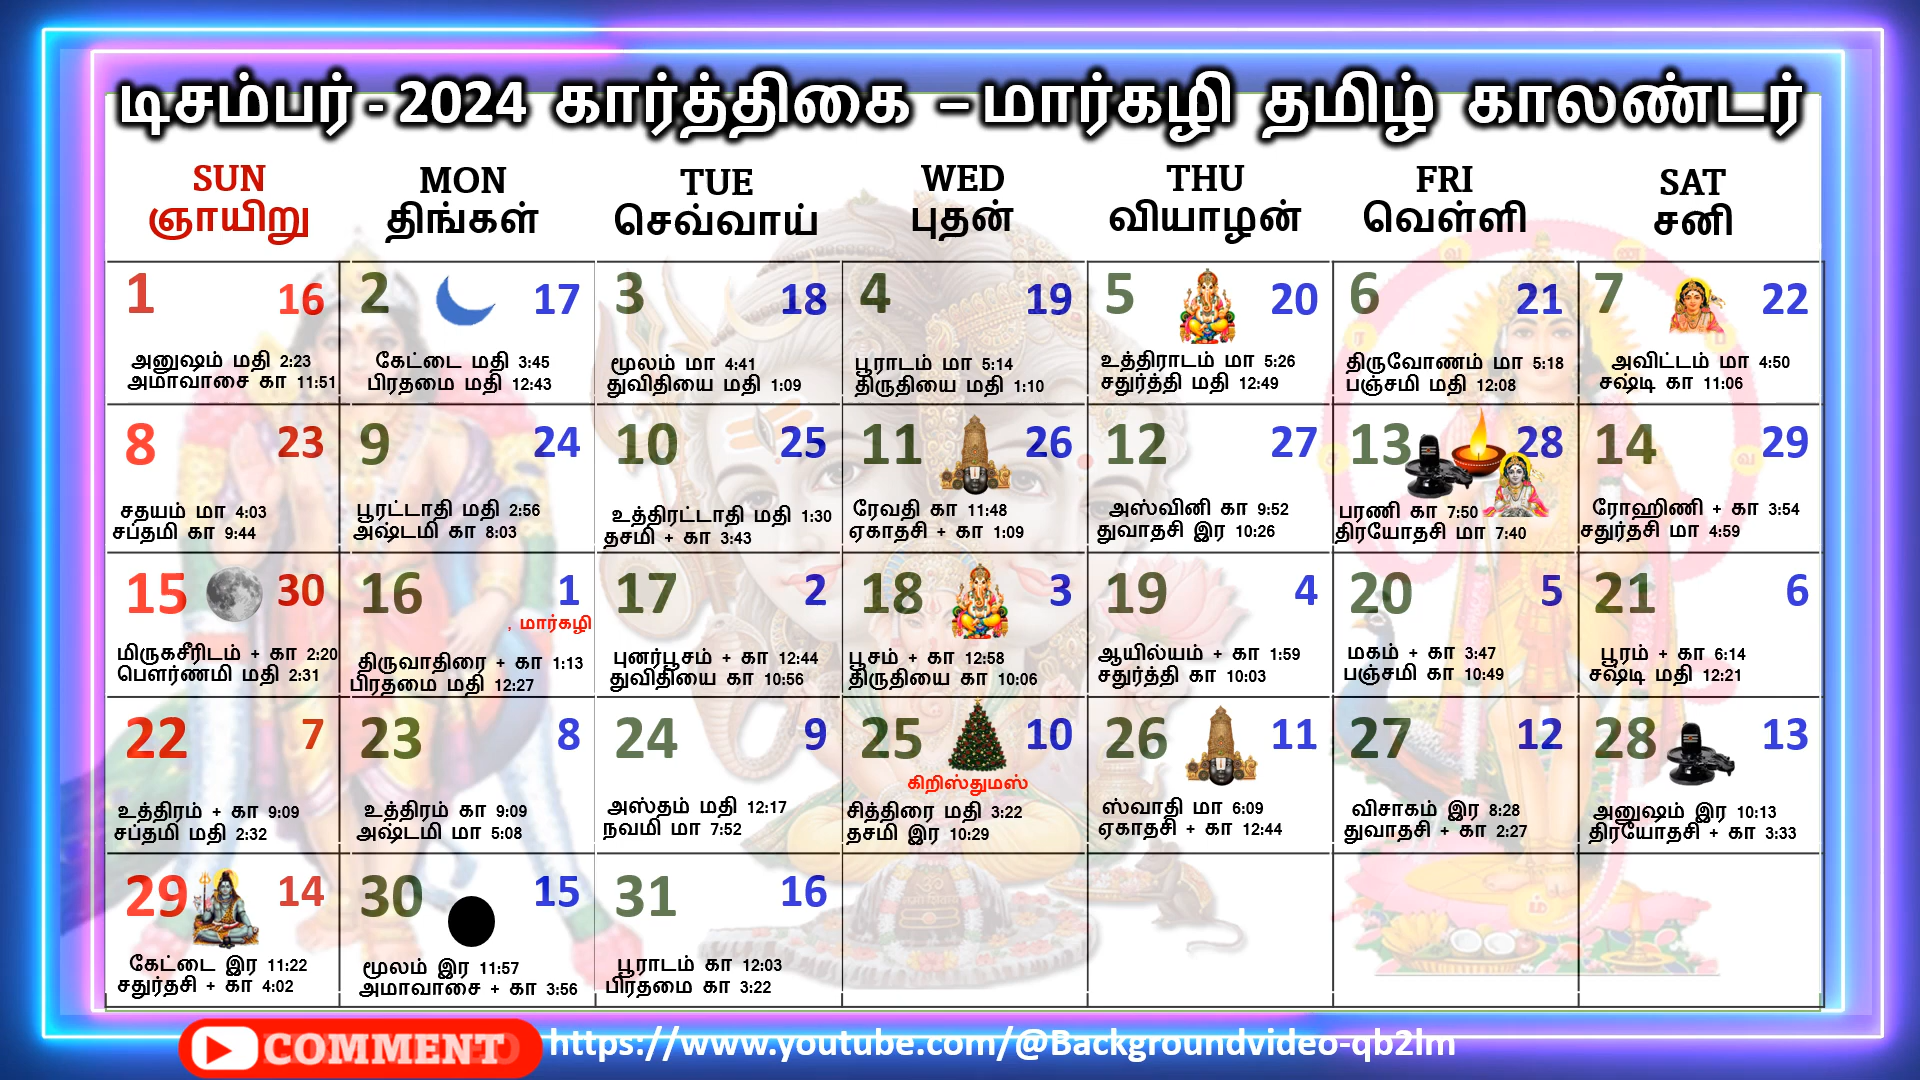 டிசம்பர் - 2024 கார்த்திகை – மார்கழி தமிழ் காலண்டர்
SUN MON TUE WED THU FRI SAT
ஞாயிறு திங்கள் செவ்வாய் புதன் வியாழன் வெள்ளி சனி
1 16
அனுஷம் மதி 2:23
அமாவாசை கா 11:51
2 17
கேட்டை மதி 3:45
பிரதமை மதி 12:43
3 18
மூலம் மா 4:41
துவிதியை மதி 1:09
4 19
பூராடம் மா 5:14
திருதியை மதி 1:10
5 20
உத்திராடம் மா 5:26
சதுர்த்தி மதி 12:49
6 21
திருவோணம் மா 5:18
பஞ்சமி மதி 12:08
7 22
அவிட்டம் மா 4:50
சஷ்டி கா 11:06
8 23
சதயம் மா 4:03
சப்தமி கா 9:44
9 24
பூரட்டாதி மதி 2:56
அஷ்டமி கா 8:03
10 25
உத்திரட்டாதி மதி 1:30
தசமி + கா 3:43
11 26
ரேவதி கா 11:48
ஏகாதசி + கா 1:09
12 27
அஸ்வினி கா 9:52
துவாதசி இர 10:26
13 28
பரணி கா 7:50
திரயோதசி மா 7:40
14 29
ரோஹிணி + கா 3:54
சதுர்தசி மா 4:59
15 30
மிருகசீரிடம் + கா 2:20
பௌர்ணமி மதி 2:31
16 1
, மார்கழி
திருவாதிரை + கா 1:13
பிரதமை மதி 12:27
17 2
புனர்பூசம் + கா 12:44
துவிதியை கா 10:56
18 3
பூசம் + கா 12:58
திருதியை கா 10:06
19 4
ஆயில்யம் + கா 1:59
சதுர்த்தி கா 10:03
20 5
மகம் + கா 3:47
பஞ்சமி கா 10:49
21 6
பூரம் + கா 6:14
சஷ்டி மதி 12:21
22 7
உத்திரம் + கா 9:09
சப்தமி மதி 2:32
23 8
உத்திரம் கா 9:09
அஷ்டமி மா 5:08
24 9
அஸ்தம் மதி 12:17
நவமி மா 7:52
25 10
கிறிஸ்துமஸ்
சித்திரை மதி 3:22
தசமி இர 10:29
26 11
ஸ்வாதி மா 6:09
ஏகாதசி + கா 12:44
27 12
விசாகம் இர 8:28
துவாதசி + கா 2:27
28 13
அனுஷம் இர 10:13
திரயோதசி + கா 3:33
29 14
கேட்டை இர 11:22
சதுர்தசி + கா 4:02
30 15
மூலம் இர 11:57
அமாவாசை + கா 3:56
31 16
பூராடம் கா 12:03
பிரதமை கா 3:22
COMMENT https://www.youtube.com/@Backgroundvideo-qb2lm